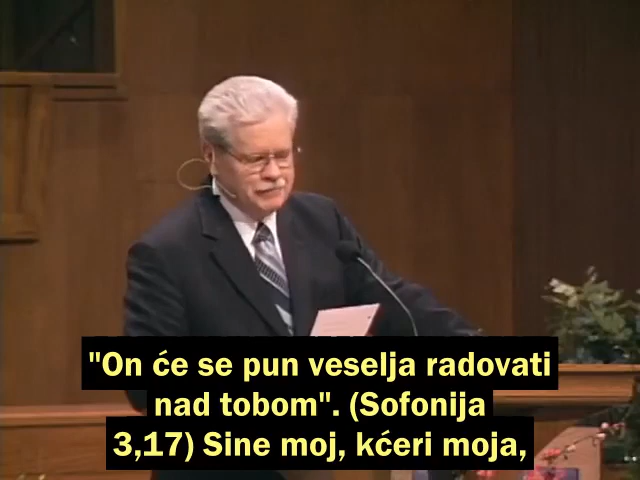 "On će se pun veselja radovati
nad tobom". (Sofonija
3,17) Sine moj, kćeri moja,